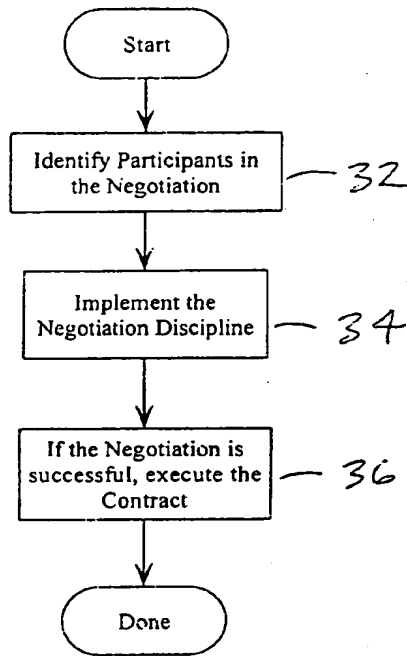 Start
Identify Participants in
the Negotiation
32
Implement the
Negotiation Discipline
34
If the Negotiation is
successful, execute the
Contract
36
Done